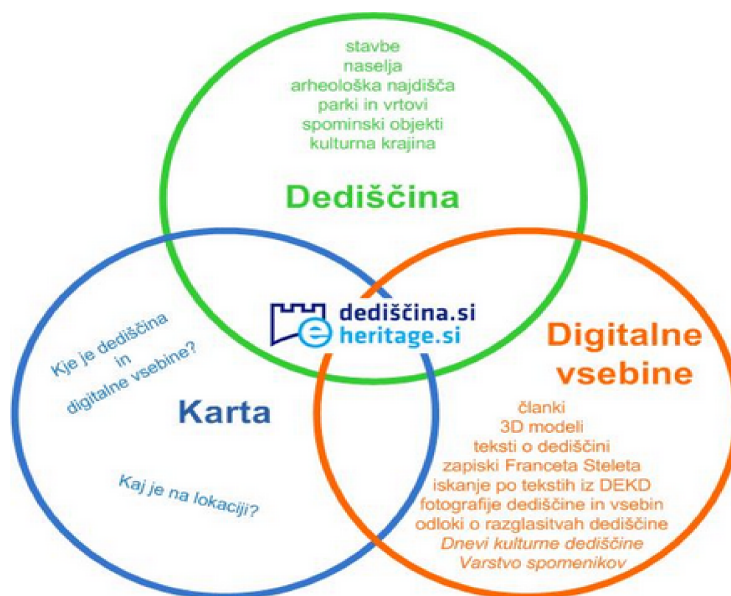 stavbe
naselja
arheološka najdišča
parki in vrtovi
spominski objekti
kulturna krajina
Dediščina
dediščina.si
e heritage.si
Kje je dediščina
in
digitalne vsebine?
Karta
Kaj je na lokaciji?
Digitalne
vsebine
članki
3D modeli
teksti o dediščini
zapiski Franceta Steleta
iskanje po tekstih iz DEKD
fotografije dediščine in vsebin
odloki o razglasitvah dediščine
Dnevi kulturne dediščine
Varstvo spomenikov